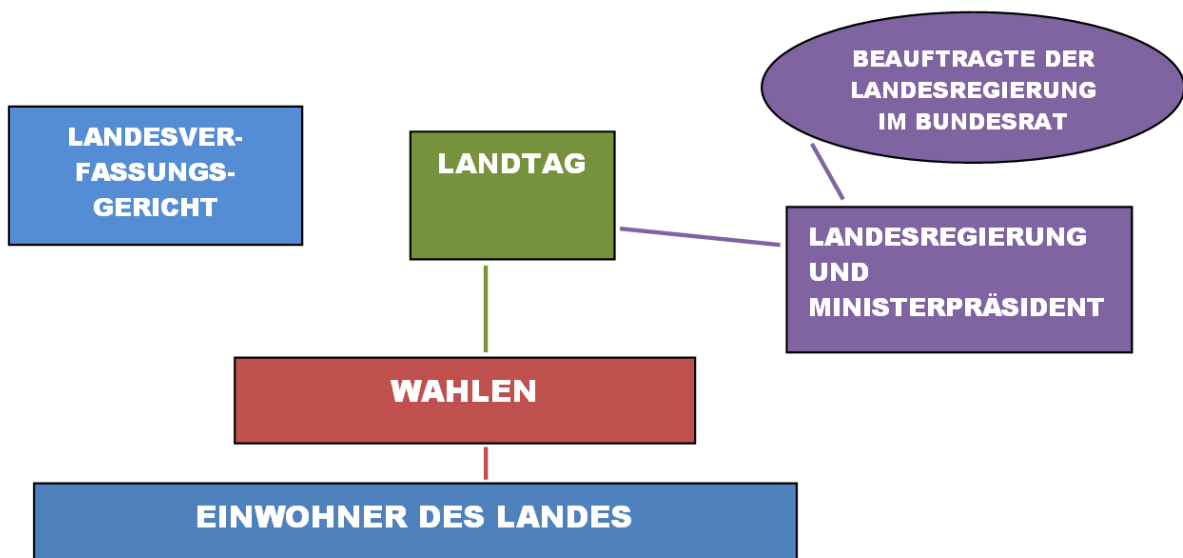 BEAUFTRAGTE DER
LANDESREGIERUNG
IM BUNDESRAT
LANDESVER-
FASSUNGS-
GERICHT
LANDTAG
LANDESREGIERUNG
UND
MINISTERPRÄSIDENT
WAHLEN
EINWOHNER DES LANDES